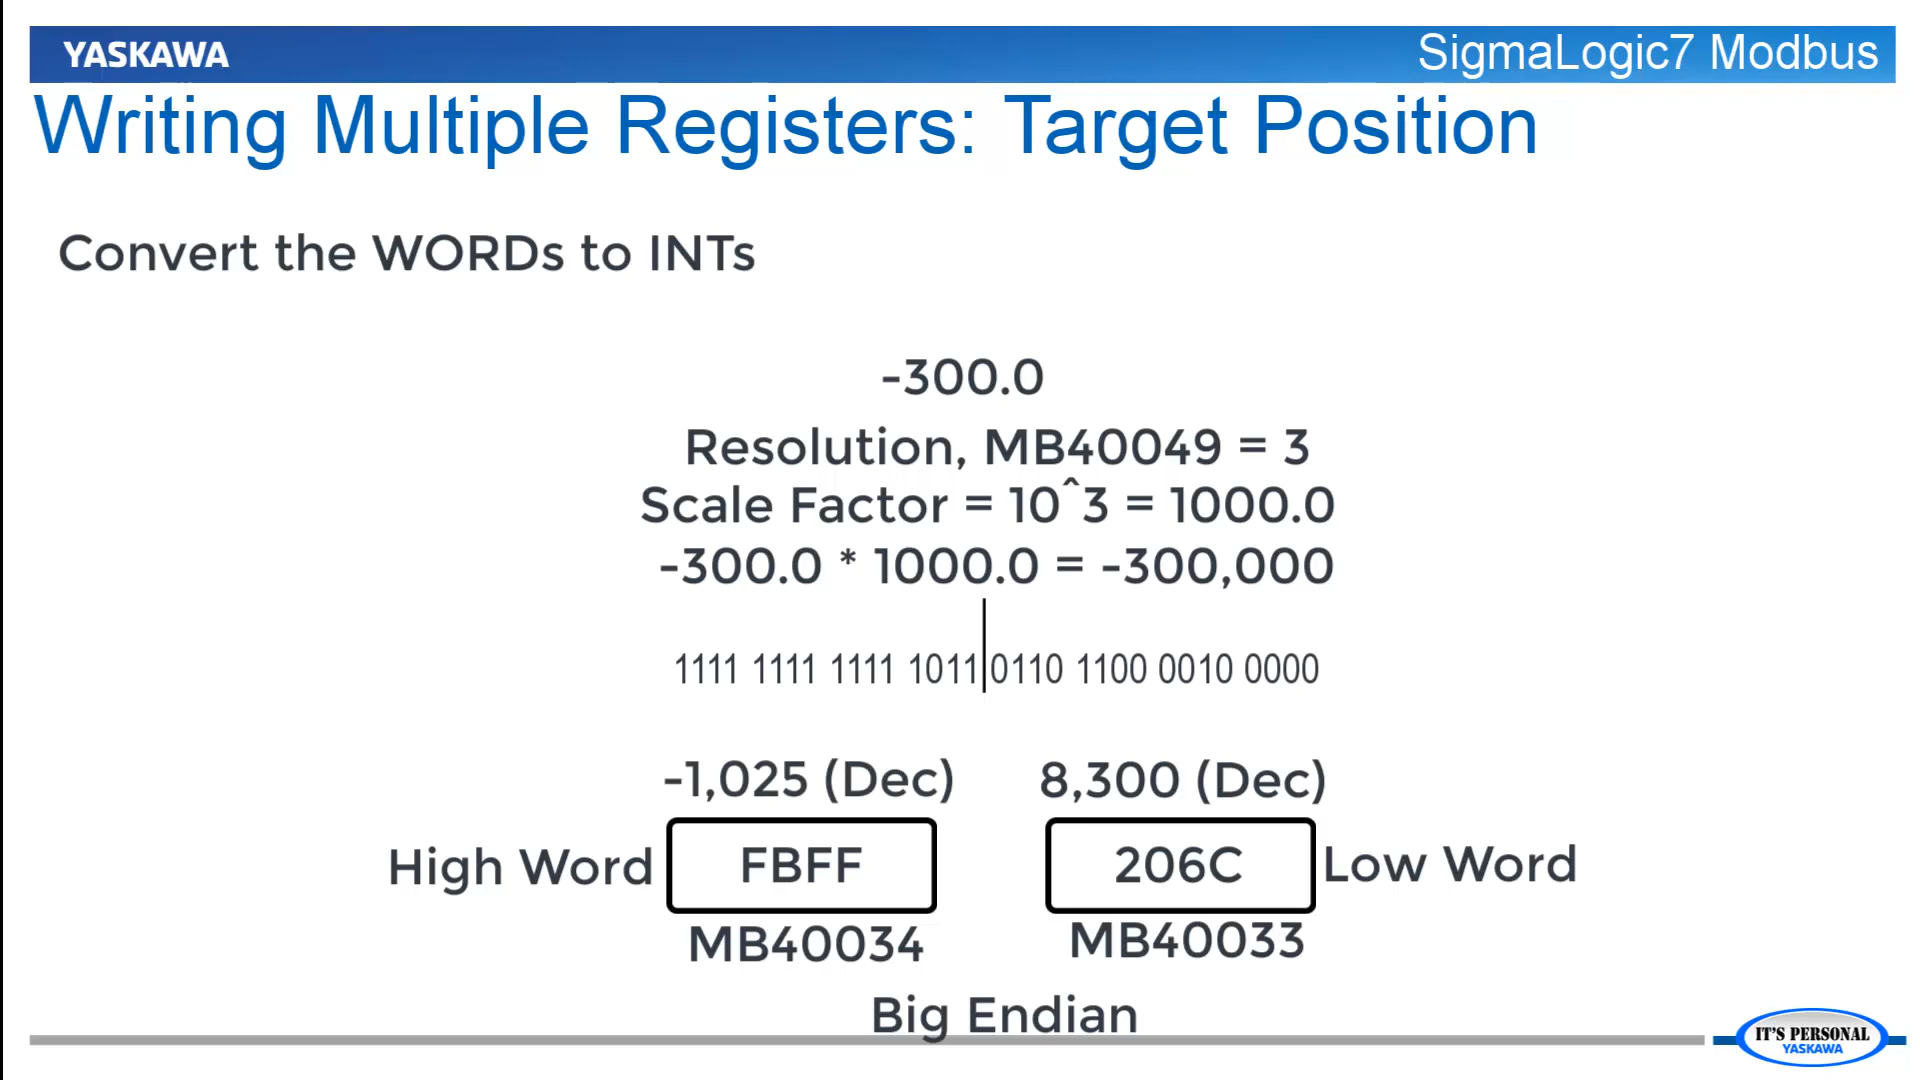 YASKAWA
SigmaLogic7 Modbus
Writing Multiple Registers: Target Position
Convert the WORDs to INTs
-300.0
Resolution, MB40049 = 3
Scale Factor = 10^3 = 1000.0
-300.0 * 1000.0 = -300,000
1111 1111 1111 1011 0110 1100 0010 0000
-1,025 (Dec) 8,300 (Dec)
High Word FBFF 206C Low Word
MB40034 MB40033
Big Endian
IT'S PERSONAL
YASKAWA